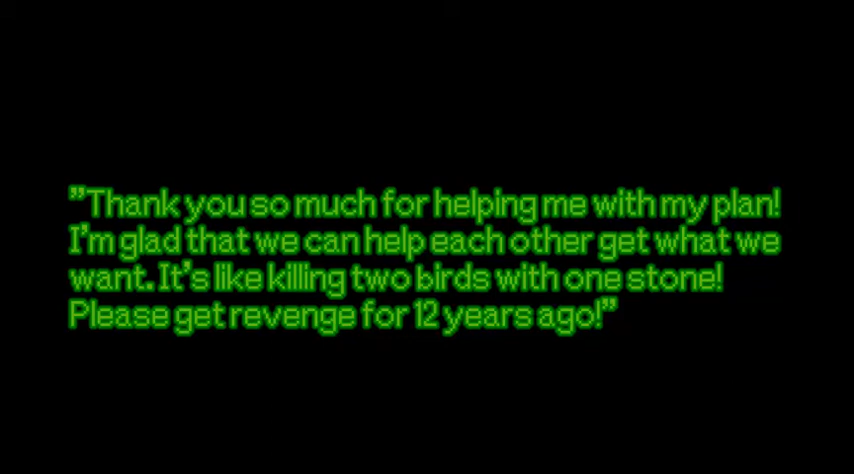 ”Thank you so much for helping me with my plan!
I’m glad that we can help each other get what we
want. It’s like killing two birds with one stone!
Please get revenge for 12 years ago!”